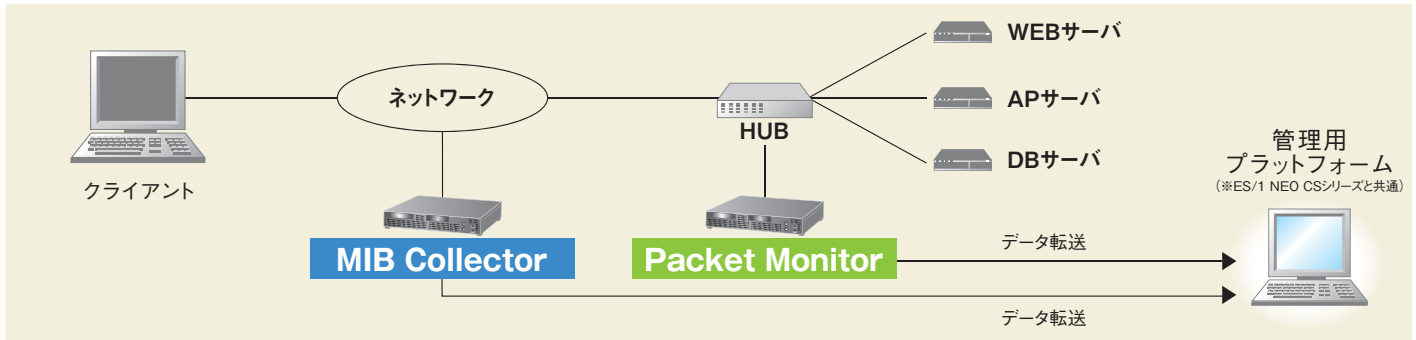 クライアント
ネットワーク
HUB
WEBサーバ
APサーバ
DBサーバ
MIB Collector
Packet Monitor
データ転送
データ転送
管理用
プラットフォーム
(※ES/1 NEO CSシリーズと共通)